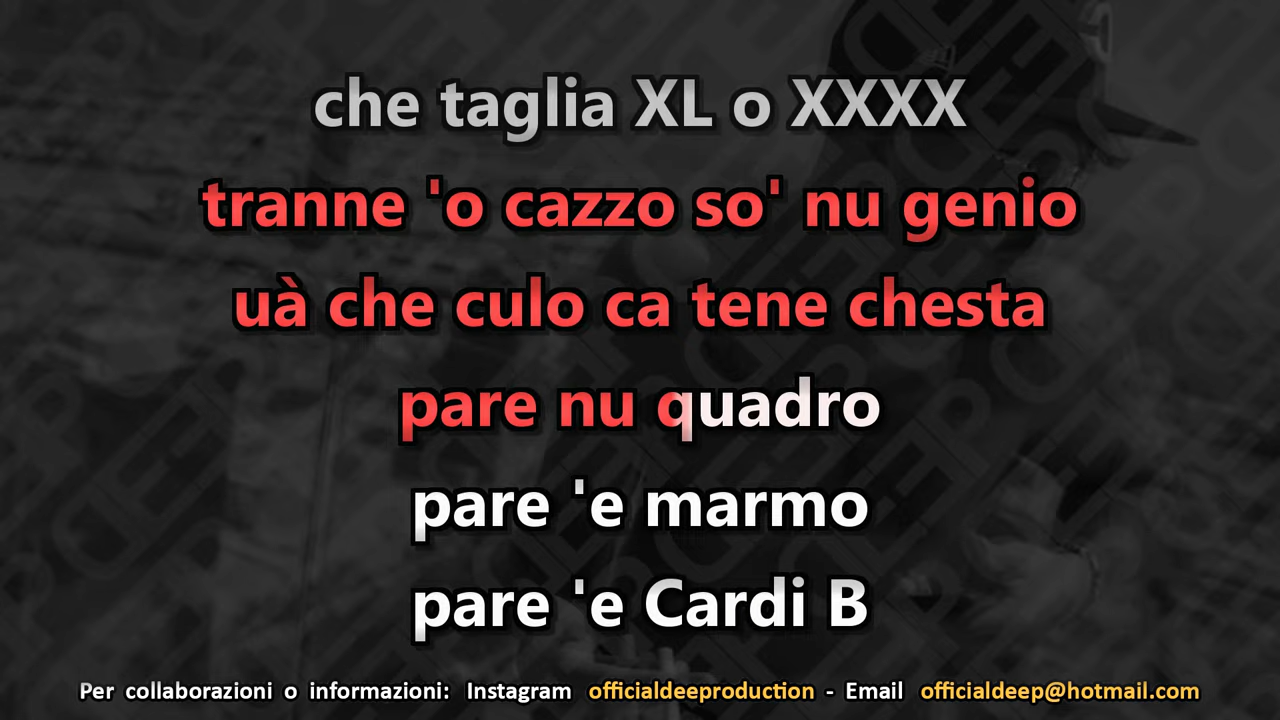 che taglia XL o XXXX
tranne 'o cazzo so' nu genio
uà che culo ca tene chesta
pare nu quadro
pare 'e marmo
pare 'e Cardi B
Per collaborazioni o informazioni: Instagram officialdeeproduction - Email officialdeep@hotmail.com